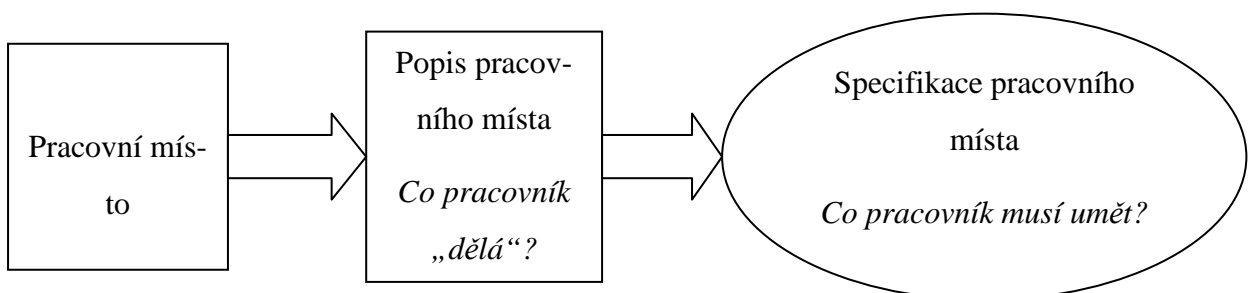 Pracovní mís-
to
Popis pracov-
ního místa
Co pracovník
„dělá“?
Specifikace pracovního
místa
Co pracovník musí umět?